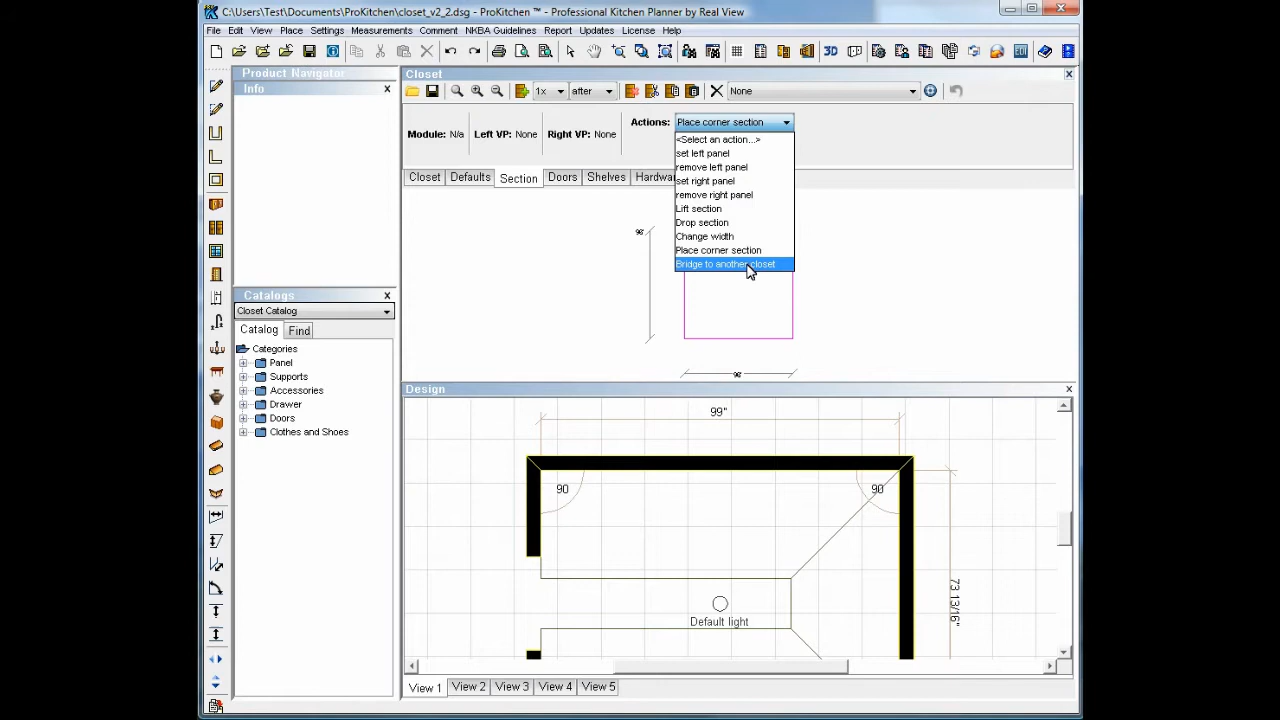 C:\Users\Test\Documents\ProKitchen\closet_v2_2.dsg - ProKitchen ™ - Professional Kitchen Planner by Real View
File Edit View Place Settings Measurements Comment NKBA Guidelines Report Updates License Help
3D
Product Navigator
Info
Catalogs
Closet Catalog
Catalog Find
Categories
Panel
Supports
Accessories
Drawer
Doors
Clothes and Shoes
Closet
1x after None
Module: N/a Left VP: None Right VP: None Actions: Place corner section
<Select an action...>
set left panel
remove left panel
set right panel
remove right panel
Lift section
Drop section
Change width
Place corner section
Bridge to another closet
Closet Defaults Section Doors Shelves Hardwa
Design
99"
90
90
73 13/16"
Default light
View 1 View 2 View 3 View 4 View 5